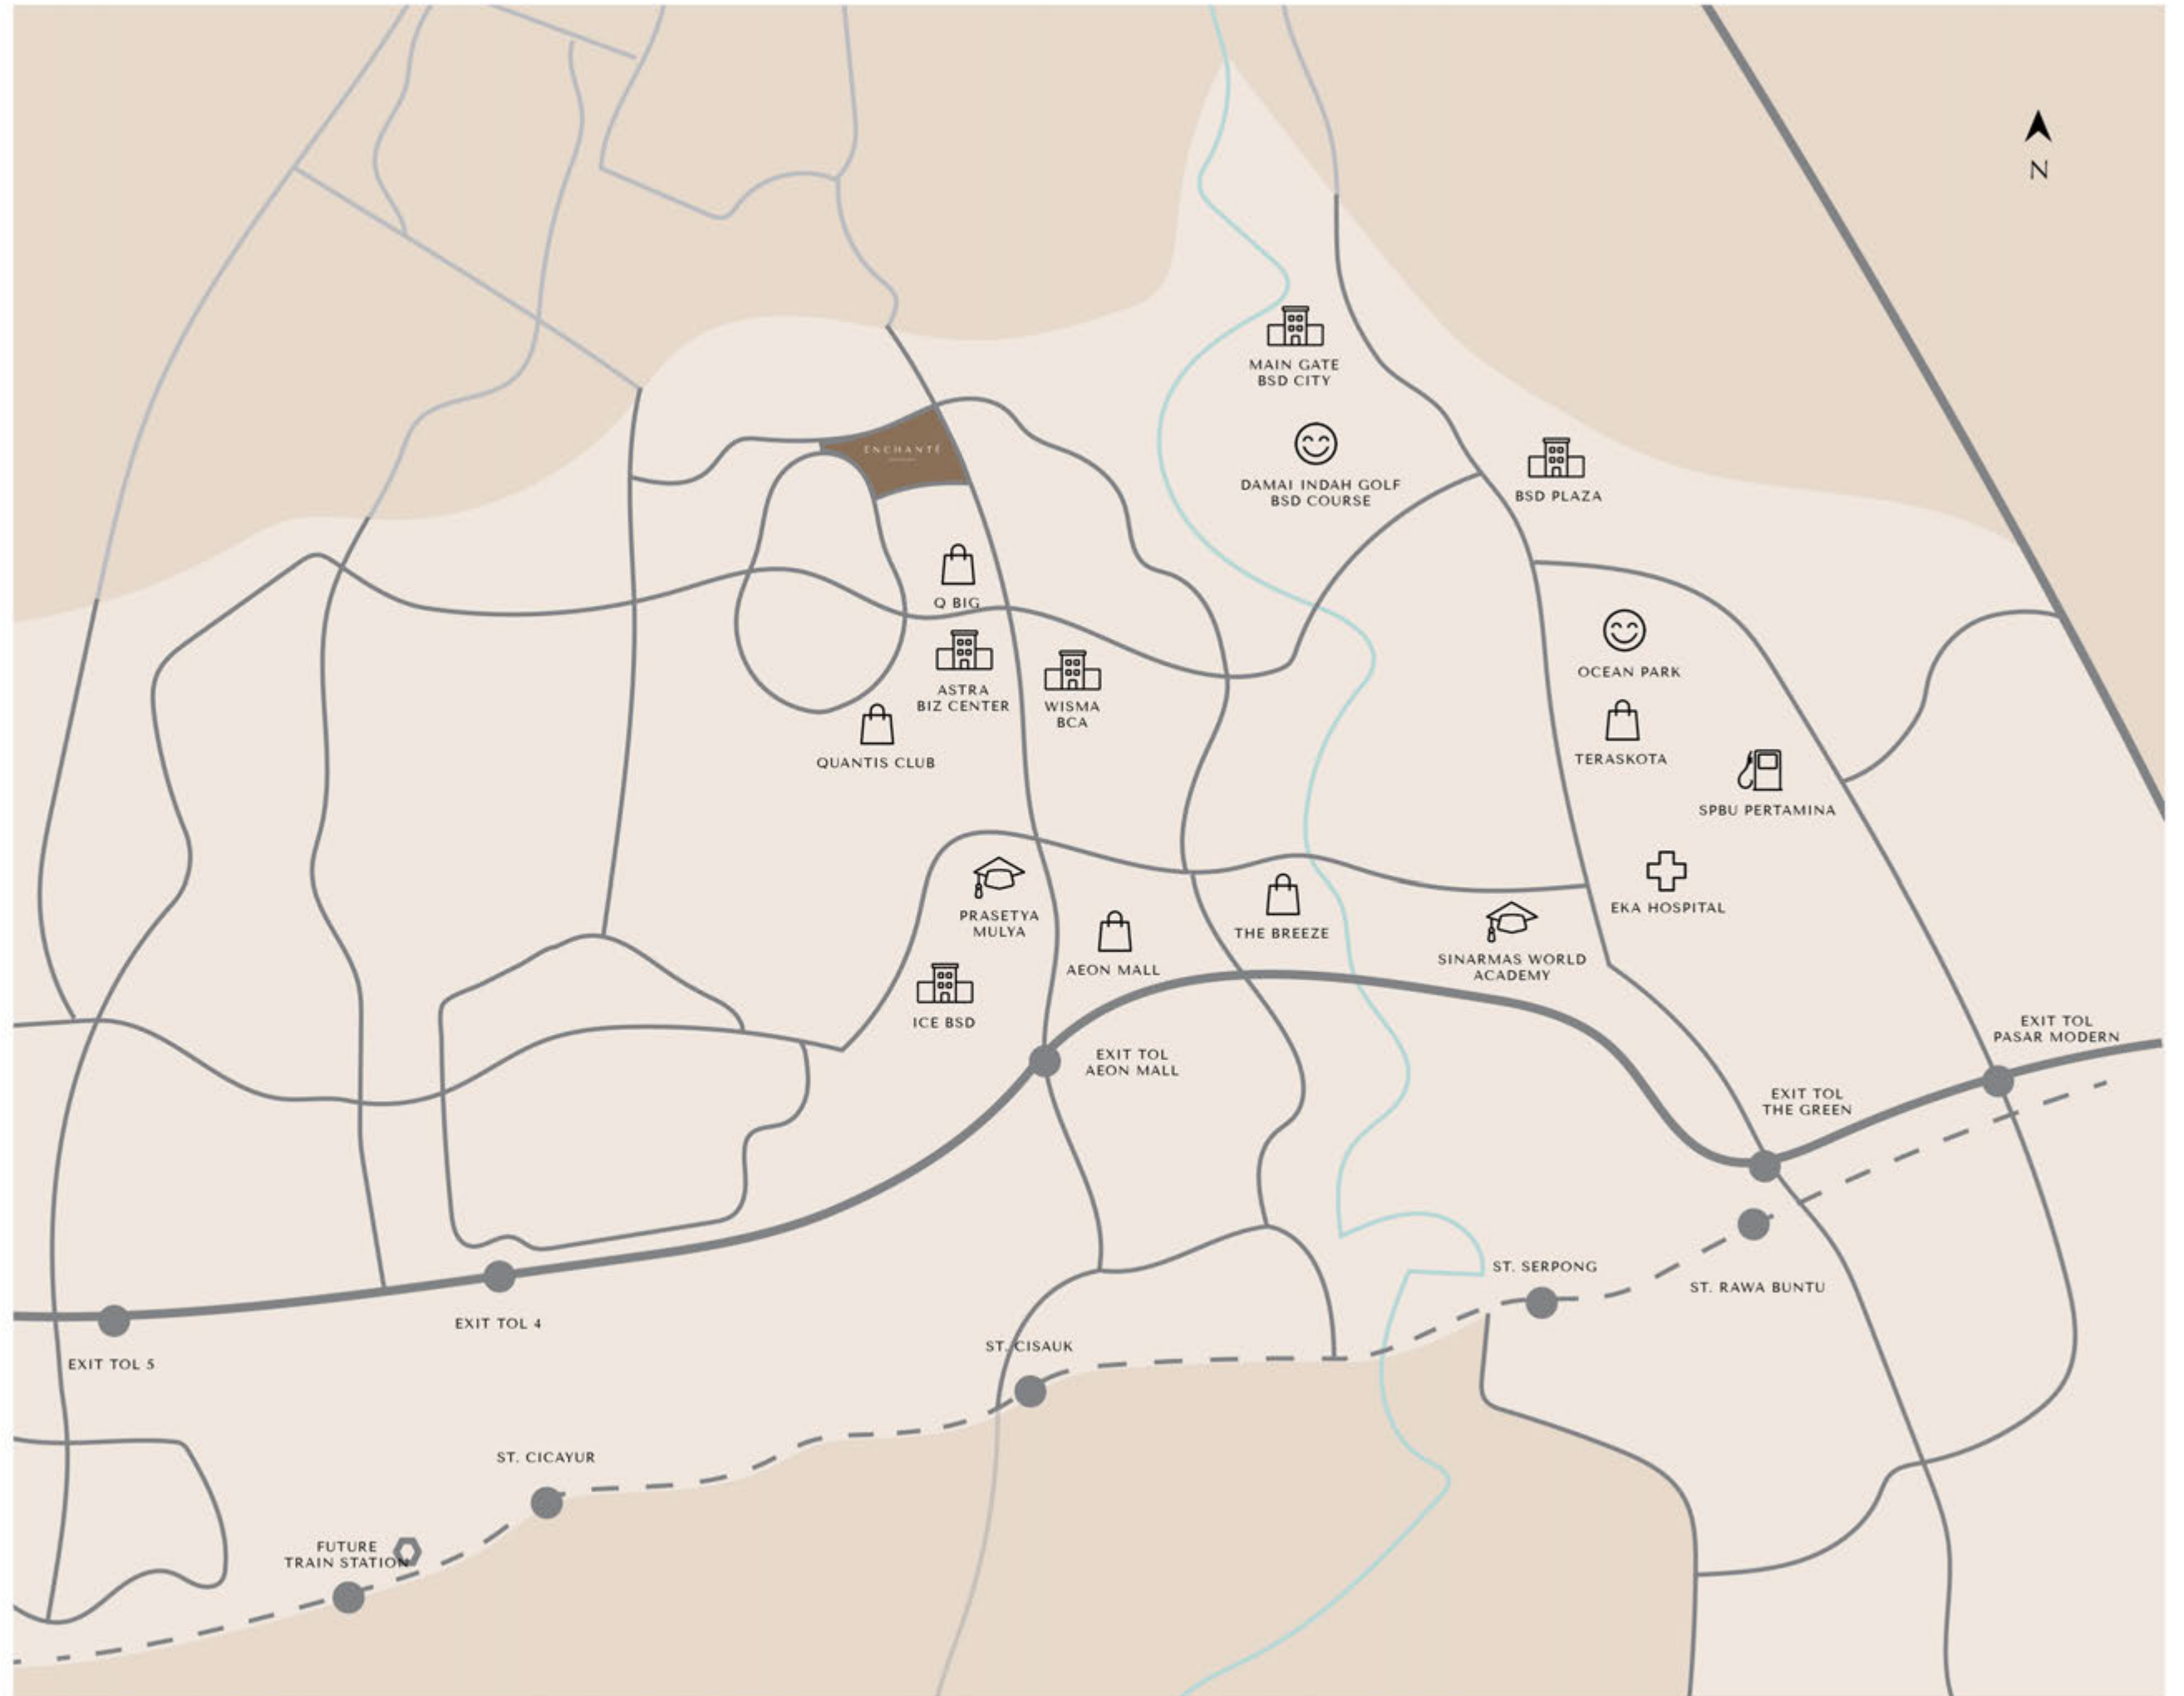 N
MAIN GATE
BSD CITY
ENCHANTÉ
DAMAI INDAH GOLF
BSD COURSE
BSD PLAZA
Q BIG
OCEAN PARK
ASTRA
BIZ CENTER
WISMA
BCA
QUANTIS CLUB
TERASKOTA
SPBU PERTAMINA
PRASETYA
MULYA
EKA HOSPITAL
THE BREEZE
AEON MALL
SINARMAS WORLD
ACADEMY
ICE BSD
EXIT TOL
PASAR MODERN
EXIT TOL
AEON MALL
EXIT TOL
THE GREEN
ST. SERPONG
ST. RAWA BUNTU
EXIT TOL 4
ST. CISAUK
EXIT TOL 5
ST. CICAYUR
FUTURE
TRAIN STATION